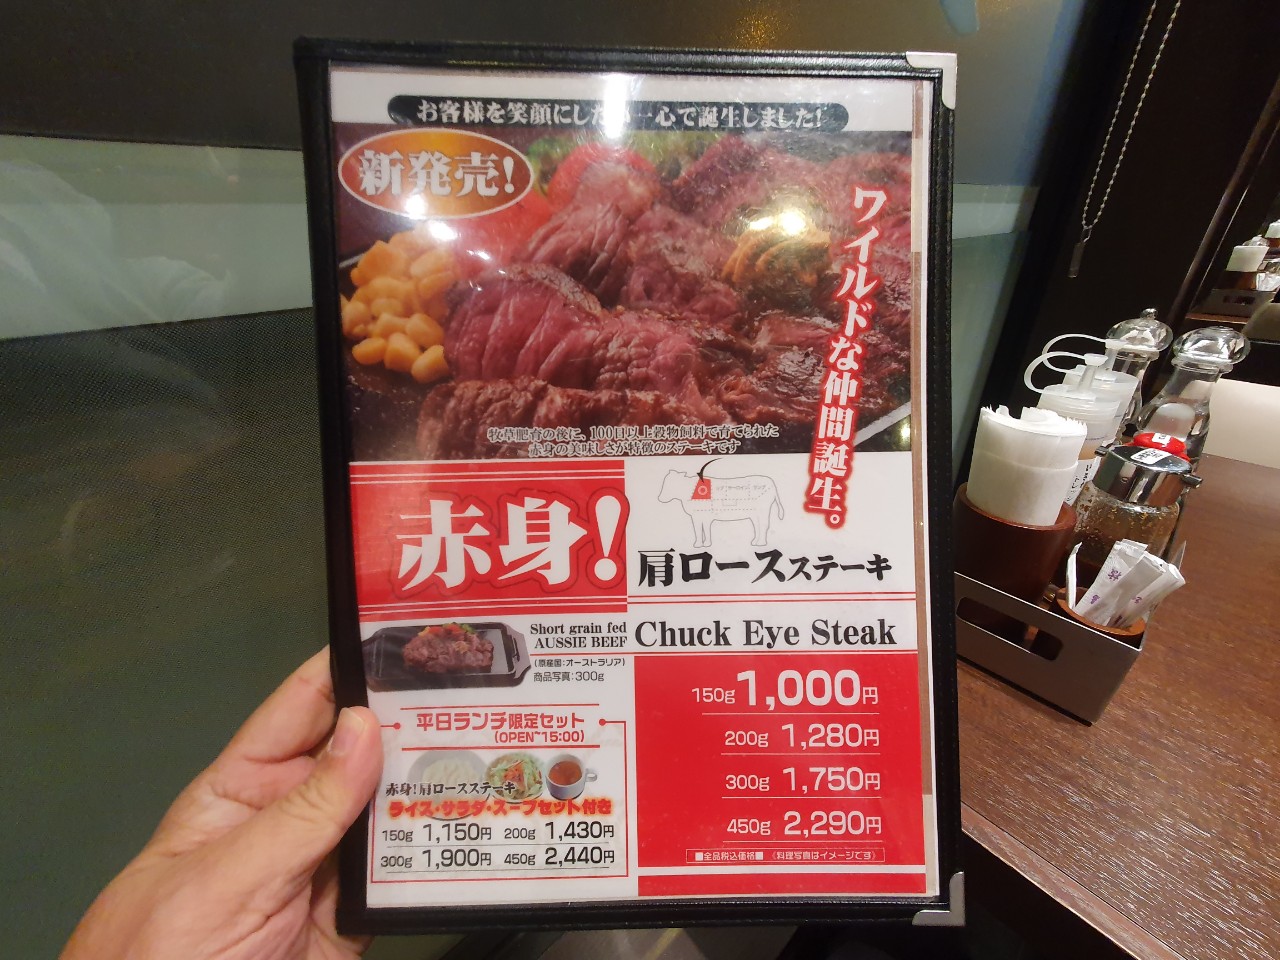 お客様を笑顔にしたい一心で誕生しました!
新発売!
ワイルドな仲間誕生。
牧草肥育の後に、100日以上穀物飼料で育てられた
赤身の美味しさが特徴のステーキです
赤身!
肩ロースステーキ
Short grain fed
AUSSIE BEEF
Chuck Eye Steak
(原産国:オーストラリア)
商品写真:300g
150g 1,000円
200g 1,280円
300g 1,750円
450g 2,290円
■全品税込価格■ 《料理写真はイメージです》
平日ランチ限定セット
(OPEN~15:00)
赤身!肩ロースステーキ
ライス・サラダ・スープセット付き
150g 1,150円 200g 1,430円
300g 1,900円 450g 2,440円